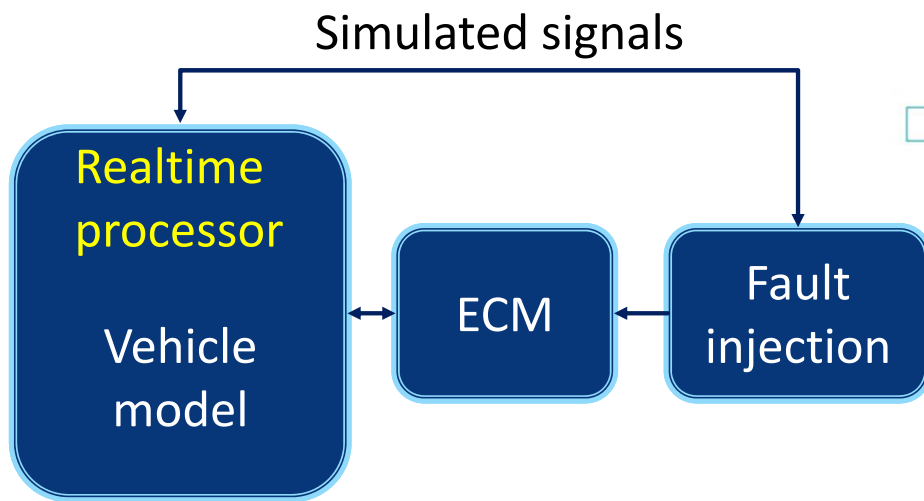 Simulated signals
Realtime
processor
Vehicle
model
ECM
Fault
injection